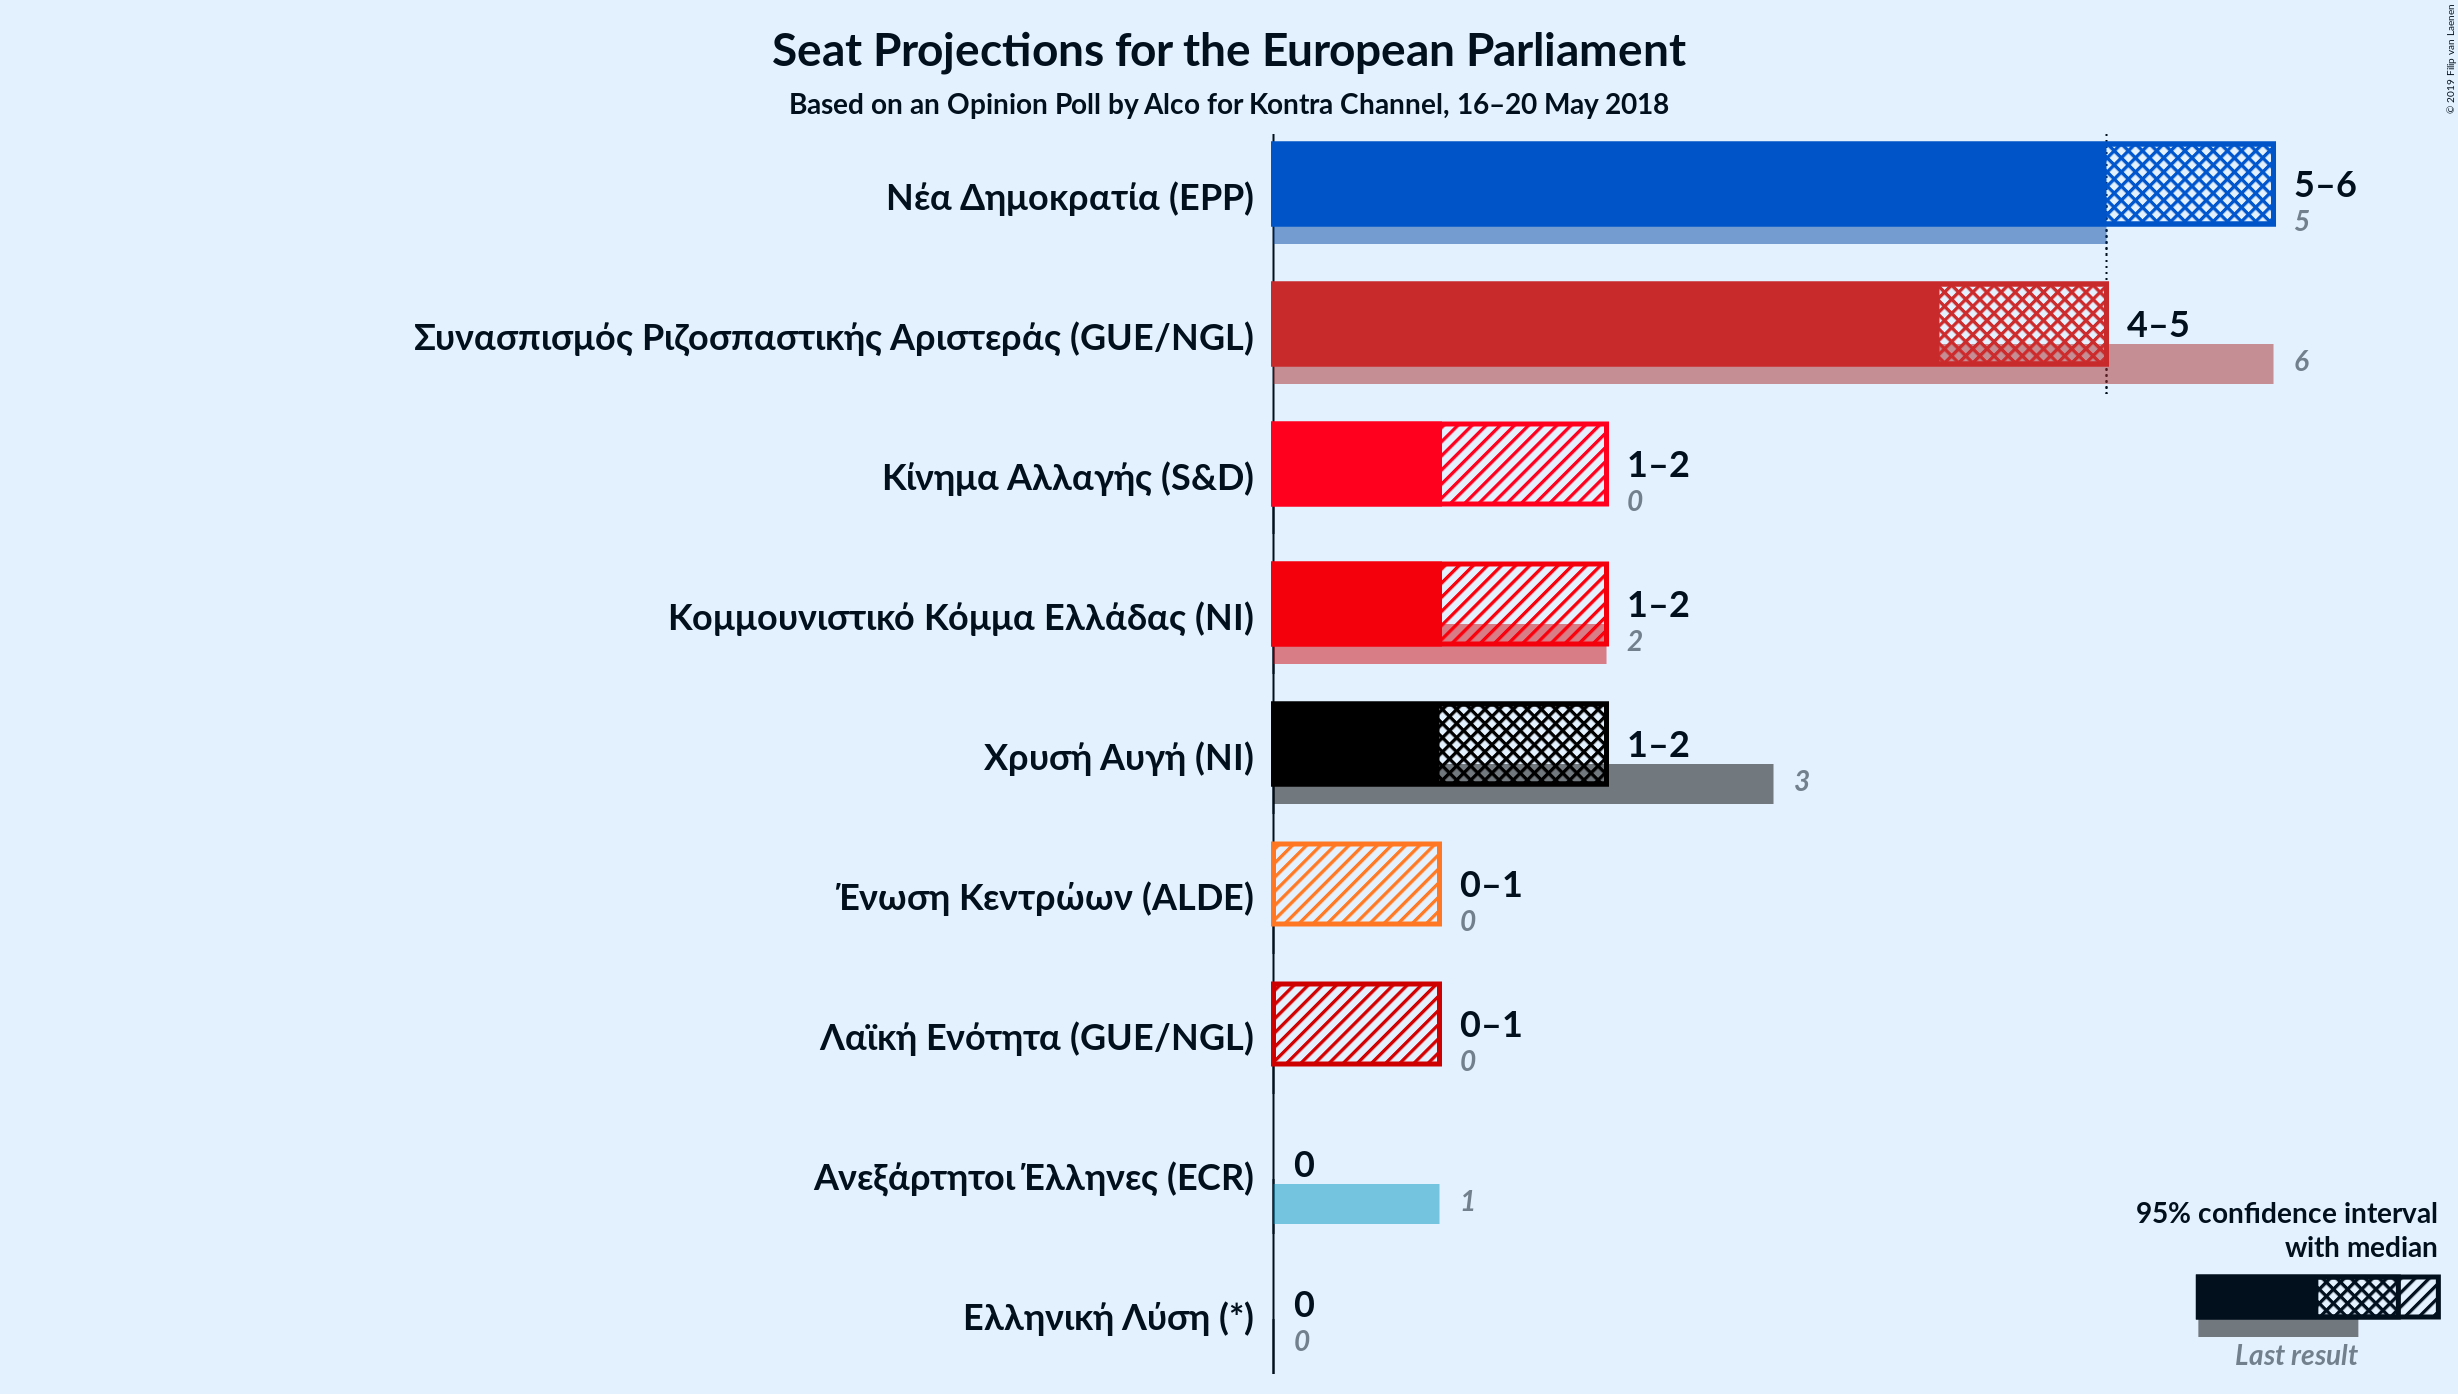 Seat Projections for the European Parliament
Based on an Opinion Poll by Alco for Kontra Channel, 16–20 May 2018
© 2019 Filip van Laenen
Νέα Δημοκρατία (EPP)
5–6
5
Συνασπισμός Ριζοσπαστικής Αριστεράς (GUE/NGL)
4–5
6
Κίνημα Αλλαγής (S&D)
1–2
0
Κομμουνιστικό Κόμμα Ελλάδας (NI)
1–2
2
Χρυσή Αυγή (NI)
1–2
3
Ένωση Κεντρώων (ALDE)
0–1
0
Λαϊκή Ενότητα (GUE/NGL)
0–1
0
Ανεξάρτητοι Έλληνες (ECR)
0
1
Ελληνική Λύση (*)
0
0
95% confidence interval
with median
Last result